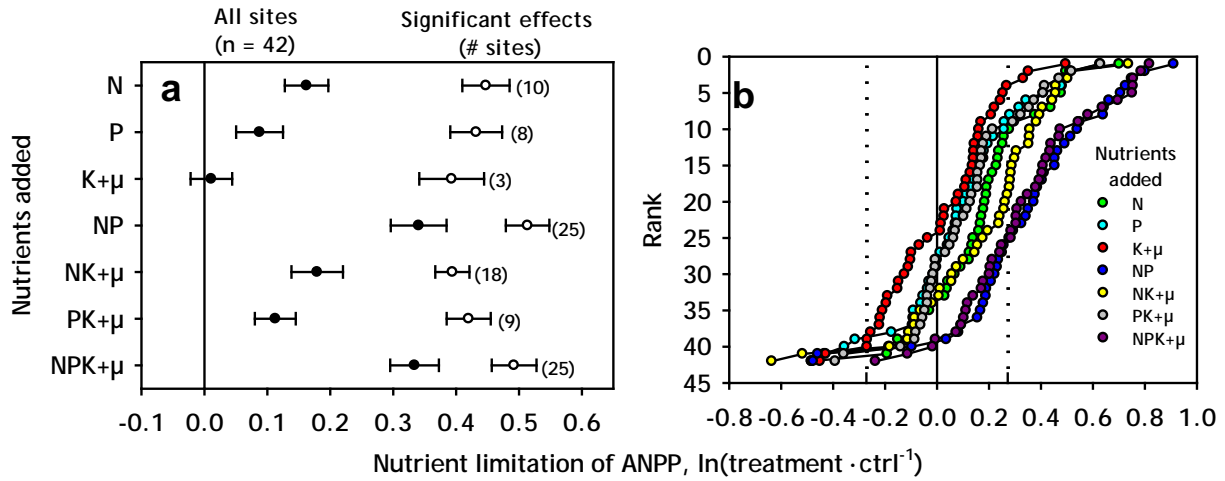 All sites
(n = 42)
Significant effects
(# sites)
a
Nutrients added
N
P
K+μ
NP
NK+μ
PK+μ
NPK+μ
(10)
(8)
(3)
(25)
(18)
(9)
(25)
-0.1 0.0 0.1 0.2 0.3 0.4 0.5 0.6
b
Rank
0
5
10
15
20
25
30
35
40
45
Nutrients
added
N
P
K+μ
NP
NK+μ
PK+μ
NPK+μ
-0.8 -0.6 -0.4 -0.2 0.0 0.2 0.4 0.6 0.8 1.0
Nutrient limitation of ANPP, ln(treatment·ctrl⁻¹)